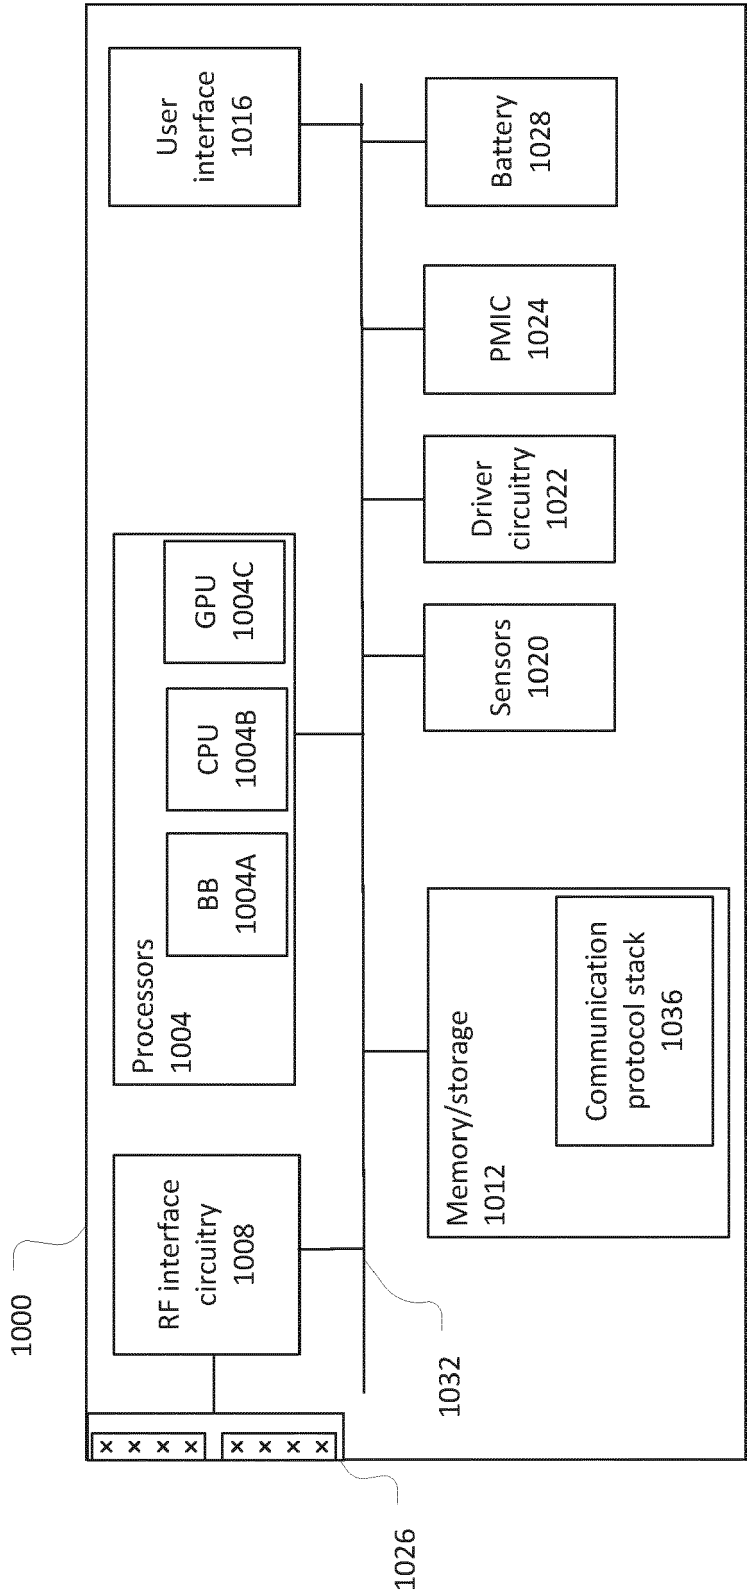 1000
RF interface
circuitry
1008
Processors
1004
BB
1004A
CPU
1004B
GPU
1004C
User
interface
1016
1026
x x x x
x x x x
1032
Memory/storage
1012
Communication
protocol stack
1036
Sensors
1020
Driver
circuitry
1022
PMIC
1024
Battery
1028